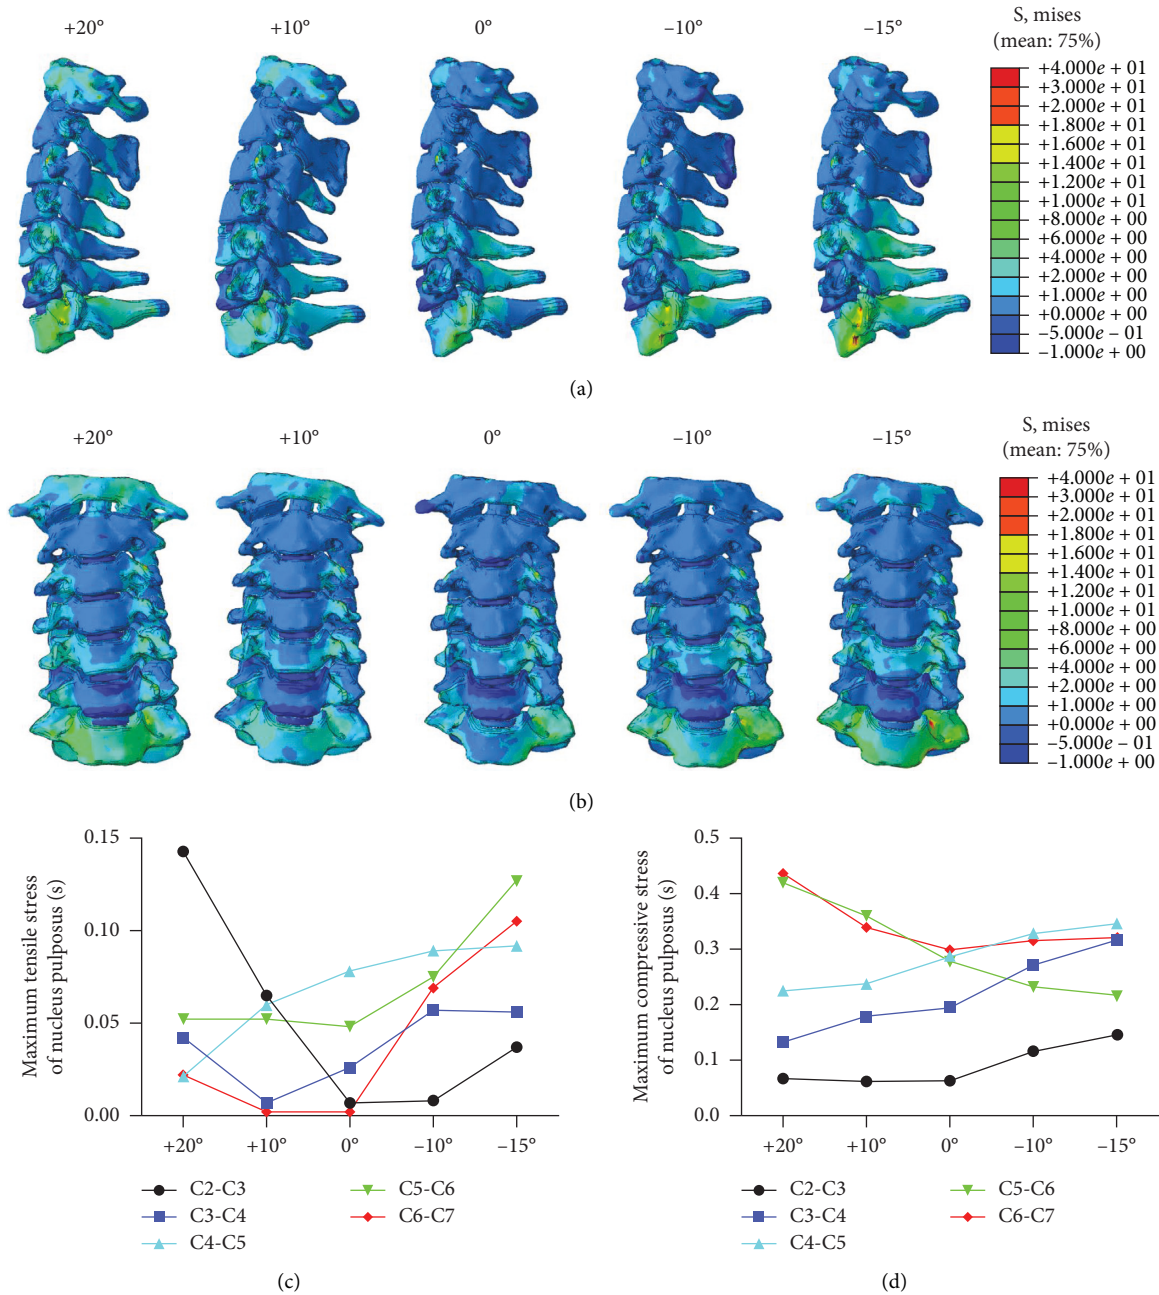 +20°
+10°
0°
–10°
–15°
S, mises
(mean: 75%)
+4.000e + 01
+3.000e + 01
+2.000e + 01
+1.800e + 01
+1.600e + 01
+1.400e + 01
+1.200e + 01
+1.000e + 01
+8.000e + 00
+6.000e + 00
+4.000e + 00
+2.000e + 00
+1.000e + 00
+0.000e + 00
–5.000e – 01
–1.000e + 00
(a)
+20°
+10°
0°
–10°
–15°
S, mises
(mean: 75%)
+4.000e + 01
+3.000e + 01
+2.000e + 01
+1.800e + 01
+1.600e + 01
+1.400e + 01
+1.200e + 01
+1.000e + 01
+8.000e + 00
+6.000e + 00
+4.000e + 00
+2.000e + 00
+1.000e + 00
+0.000e + 00
–5.000e – 01
–1.000e + 00
(b)
Maximum tensile stress
of nucleus pulposus (s)
0.15
0.10
0.05
0.00
+20°
+10°
0°
–10°
–15°
C2-C3
C3-C4
C4-C5
C5-C6
C6-C7
(c)
Maximum compressive stress
of nucleus pulposus (s)
0.5
0.4
0.3
0.2
0.1
0.0
+20°
+10°
0°
–10°
–15°
C2-C3
C3-C4
C4-C5
C5-C6
C6-C7
(d)